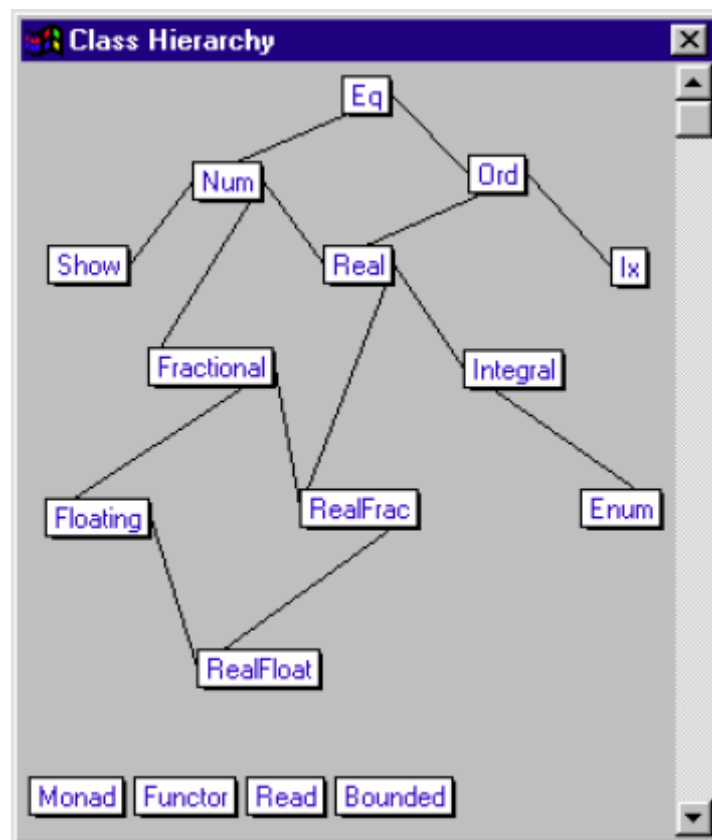 Class Hierarchy
Eq
Num
Ord
Show
Real
Ix
Fractional
Integral
Floating
RealFrac
Enum
RealFloat
Monad Functor Read Bounded